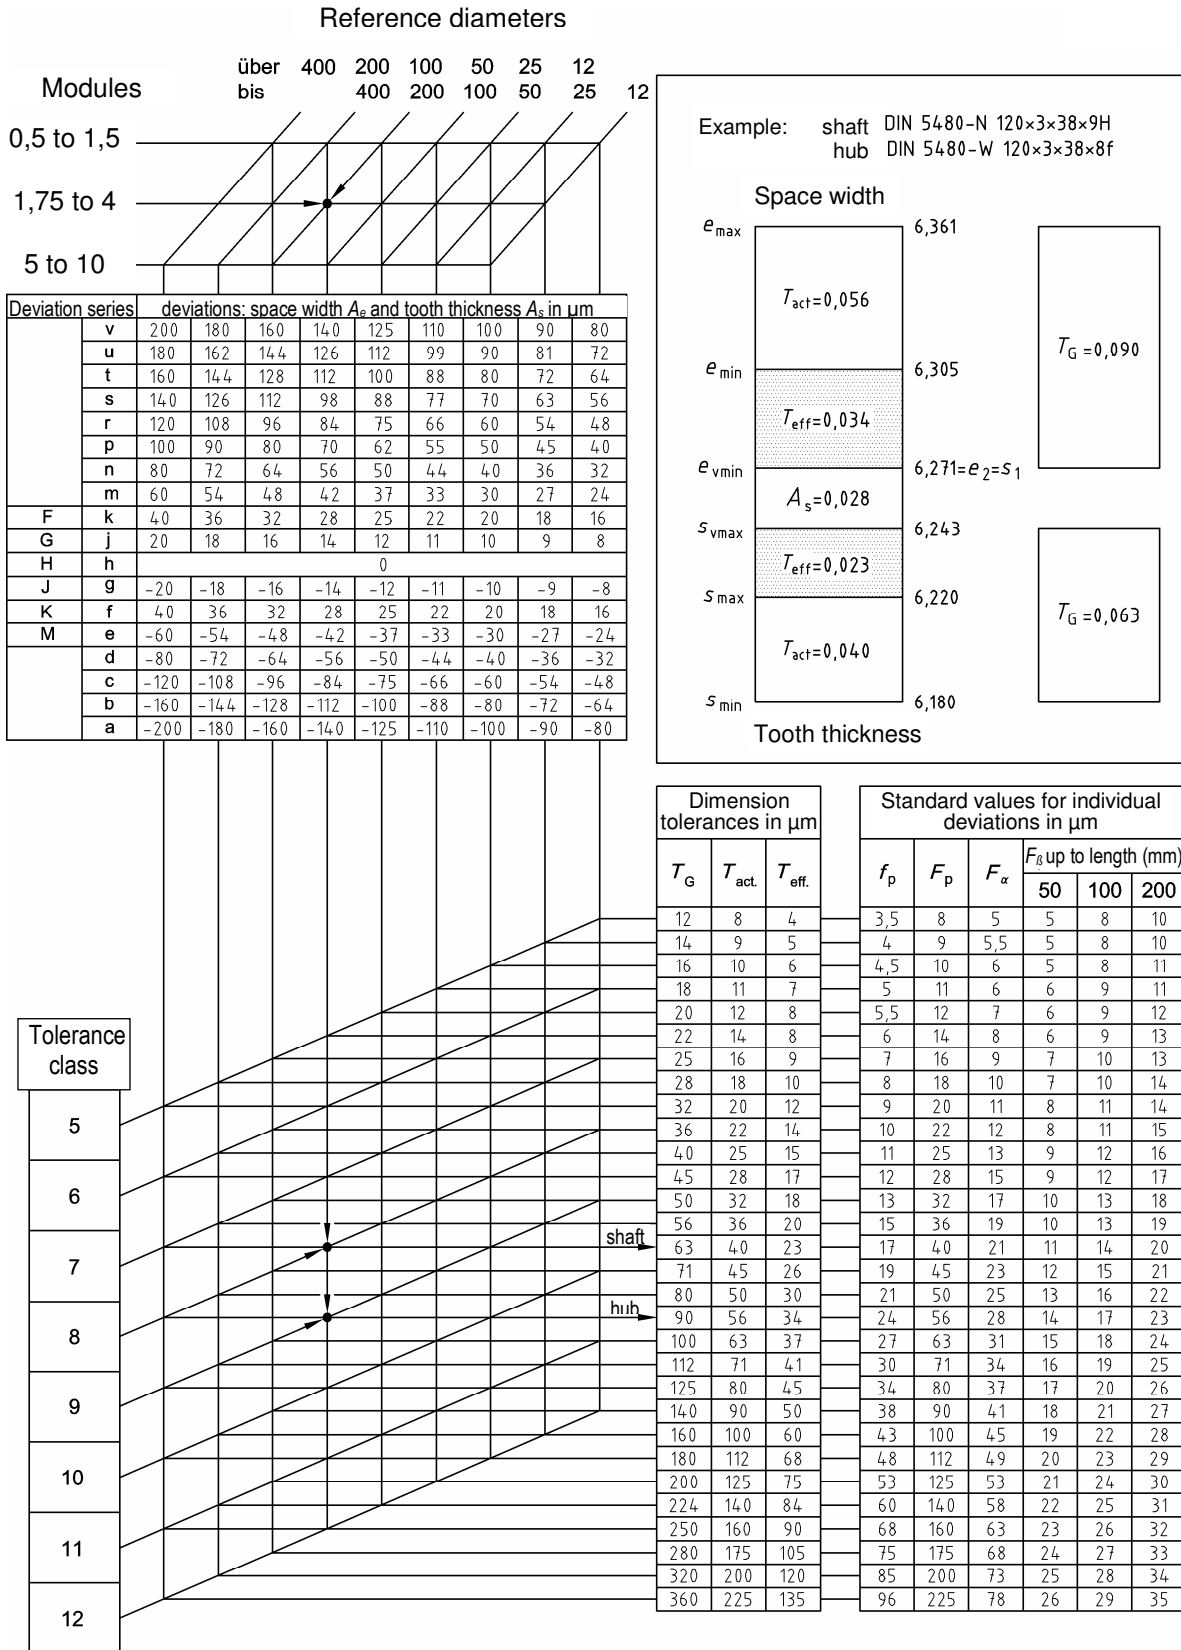 Reference diameters
über 400 200 100 50 25 12
Modules bis 400 200 100 50 25 12
0,5 to 1,5
1,75 to 4
5 to 10
Example: shaft DIN 5480-N 120×3×38×9H
hub DIN 5480-W 120×3×38×8f
Space width
e max 6,361
T act=0,056
T G =0,090
e min 6,305
T eff=0,034
e vmin 6,271=e2=s1
A s=0,028
s vmax 6,243
T eff=0,023
s max 6,220
T G =0,063
T act=0,040
s min 6,180
Tooth thickness
Deviation series deviations: space width Ae and tooth thickness As in µm
v 200 180 160 140 125 110 100 90 80
u 180 162 144 126 112 99 90 81 72
t 160 144 128 112 100 88 80 72 64
s 140 126 112 98 88 77 70 63 56
r 120 108 96 84 75 66 60 54 48
p 100 90 80 70 62 55 50 45 40
n 80 72 64 56 50 44 40 36 32
m 60 54 48 42 37 33 30 27 24
F k 40 36 32 28 25 22 20 18 16
G j 20 18 16 14 12 11 10 9 8
H h 0
J g -20 -18 -16 -14 -12 -11 -10 -9 -8
K f 40 36 32 28 25 22 20 18 16
M e -60 -54 -48 -42 -37 -33 -30 -27 -24
d -80 -72 -64 -56 -50 -44 -40 -36 -32
c -120 -108 -96 -84 -75 -66 -60 -54 -48
b -160 -144 -128 -112 -100 -88 -80 -72 -64
a -200 -180 -160 -140 -125 -110 -100 -90 -80
Tolerance
class
5
6
7
8
9
10
11
12
shaft
hub
Dimension
tolerances in µm
Standard values for individual
deviations in µm
TG Tact. Teff. fp Fp Fα Fß up to length (mm)
50 100 200
12 8 4 3,5 8 5 5 8 10
14 9 5 4 9 5,5 5 8 10
16 10 6 4,5 10 6 5 8 11
18 11 7 5 11 6 6 9 11
20 12 8 5,5 12 7 6 9 12
22 14 8 6 14 8 6 9 13
25 16 9 7 16 9 7 10 13
28 18 10 8 18 10 7 10 14
32 20 12 9 20 11 8 11 14
36 22 14 10 22 12 8 11 15
40 25 15 11 25 13 9 12 16
45 28 17 12 28 15 9 12 17
50 32 18 13 32 17 10 13 18
56 36 20 15 36 19 10 13 19
63 40 23 17 40 21 11 14 20
71 45 26 19 45 23 12 15 21
80 50 30 21 50 25 13 16 22
90 56 34 24 56 28 14 17 23
100 63 37 27 63 31 15 18 24
112 71 41 30 71 34 16 19 25
125 80 45 34 80 37 17 20 26
140 90 50 38 90 41 18 21 27
160 100 60 43 100 45 19 22 28
180 112 68 48 112 49 20 23 29
200 125 75 53 125 53 21 24 30
224 140 84 60 140 58 22 25 31
250 160 90 68 160 63 23 26 32
280 175 105 75 175 68 24 27 33
320 200 120 85 200 73 25 28 34
360 225 135 96 225 78 26 29 35